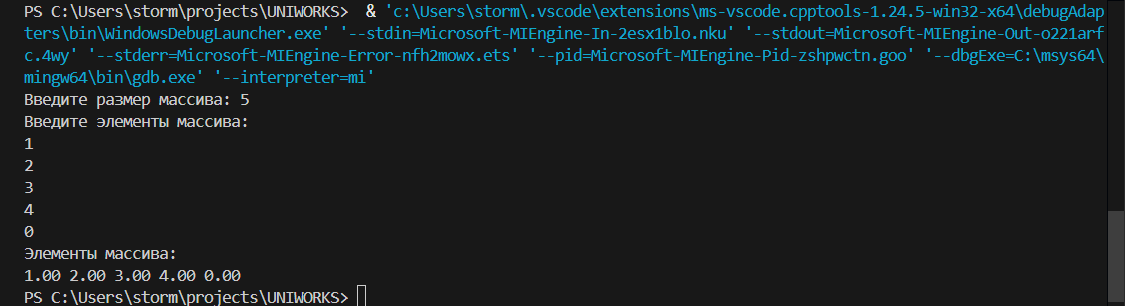 PS C:\Users\storm\projects\UNIWORKS>  & 'c:\Users\storm\.vscode\extensions\ms-vscode.cpptools-1.24.5-win32-x64\debugAdap
ters\bin\WindowsDebugLauncher.exe' '--stdin=Microsoft-MIEngine-In-2esx1blo.nku' '--stdout=Microsoft-MIEngine-Out-o221arf
c.4wy' '--stderr=Microsoft-MIEngine-Error-nfh2mowx.ets' '--pid=Microsoft-MIEngine-Pid-zshpwctn.goo' '--dbgExe=C:\msys64\
mingw64\bin\gdb.exe' '--interpreter=mi'
Введите размер массива: 5
Введите элементы массива:
1
2
3
4
0
Элементы массива:
1.00 2.00 3.00 4.00 0.00
PS C:\Users\storm\projects\UNIWORKS>